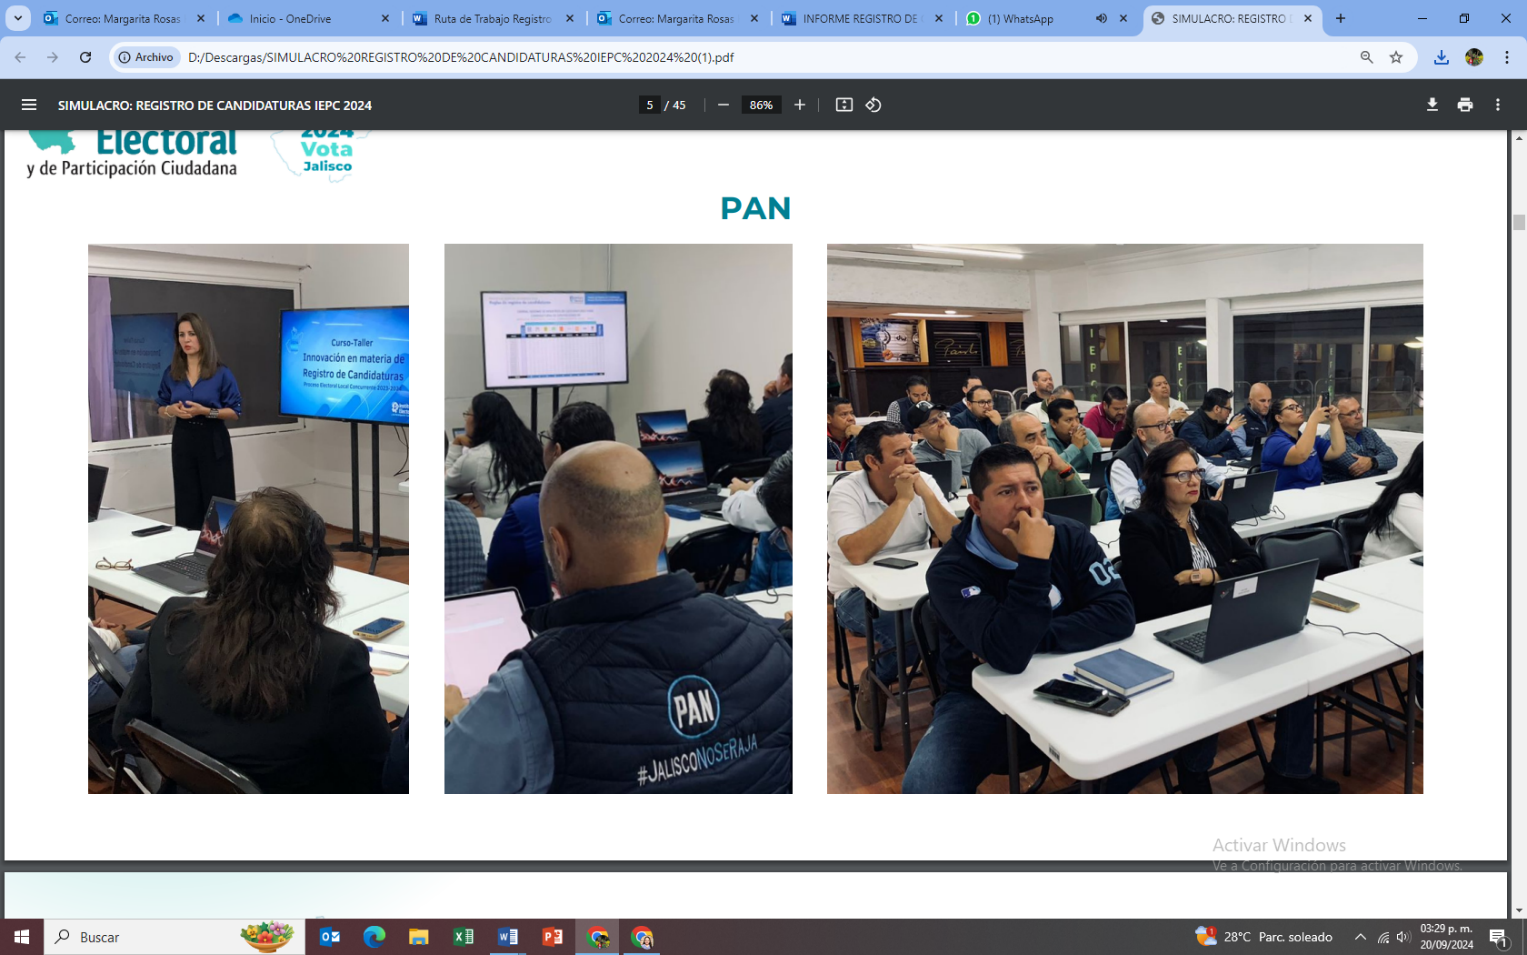 Correo: Margarita Rosas
Inicio - OneDrive
Ruta de Trabajo Registro
Correo: Margarita Rosas
INFORME REGISTRO DE
(1) WhatsApp
SIMULACRO: REGISTRO D
Archivo
D:/Descargas/SIMULACRO%20REGISTRO%20DE%20CANDIDATURAS%20IEPC%202024%20(1).pdf
SIMULACRO: REGISTRO DE CANDIDATURAS IEPC 2024
5 / 45
86%
Electoral
y de Participación Ciudadana
2024
Vota
Jalisco
PAN
Curso-Taller
Innovación en materia de
Registro de Candidaturas
PAN
#JALISCONOSERAJA
02
Activar Windows
Ve a Configuración para activar Windows.
Buscar
28°C Parc. soleado
03:29 p. m.
20/09/2024
1